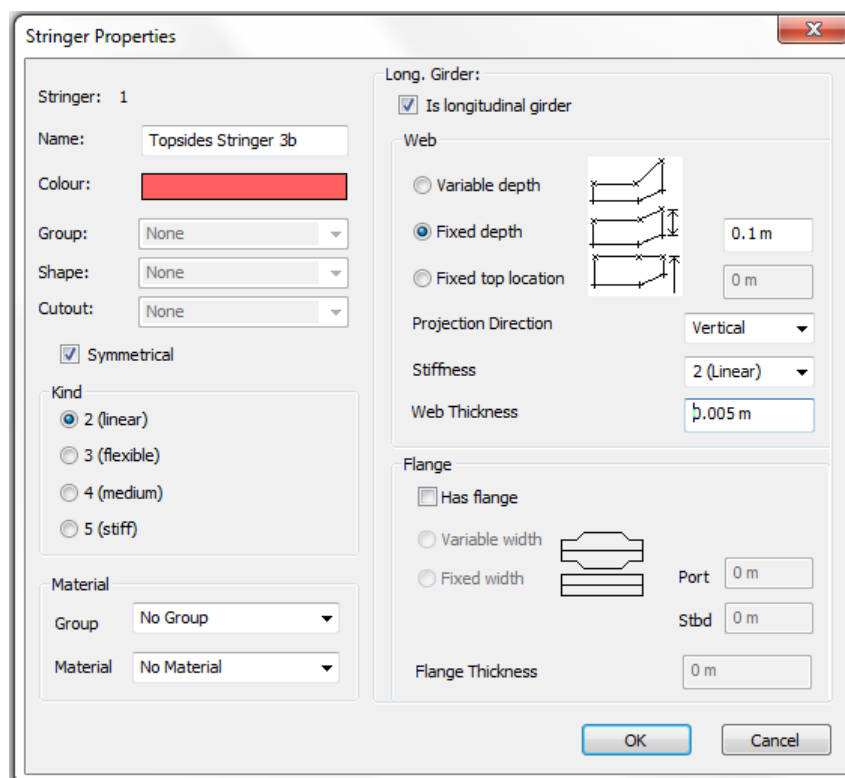 Stringer Properties
Stringer: 1
Name: Topsides Stringer 3b
Colour:
Group: None
Shape: None
Cutout: None
Symmetrical
Kind
2 (linear)
3 (flexible)
4 (medium)
5 (stiff)
Material
Group No Group
Material No Material
Long. Girder:
Is longitudinal girder
Web
Variable depth
Fixed depth 0.1 m
Fixed top location 0 m
Projection Direction Vertical
Stiffness 2 (Linear)
Web Thickness 0.005 m
Flange
Has flange
Variable width
Fixed width
Port 0 m
Stbd 0 m
Flange Thickness 0 m
OK Cancel